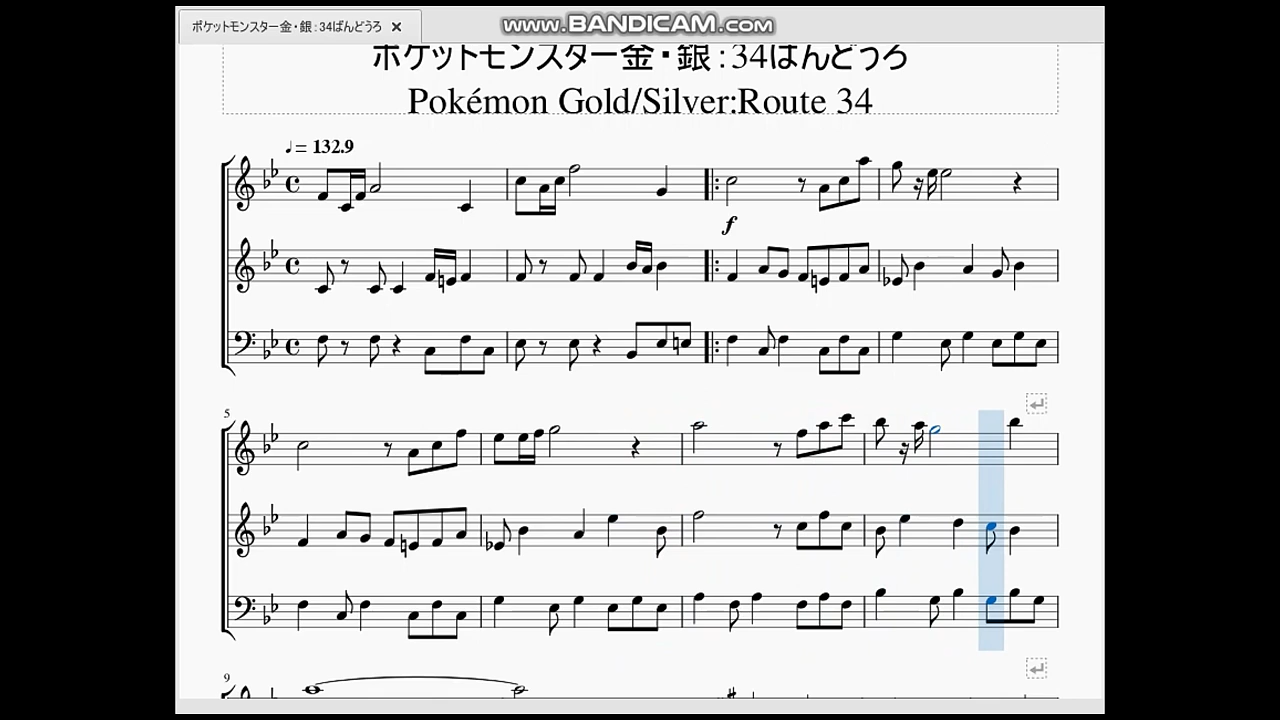 www.BANDICAM.com
ポケットモンスター金・銀：34ばんどうろ ×
ポケットモンスター金・銀：34ばんどうろ
Pokémon Gold/Silver:Route 34
♩= 132.9
f
5
9